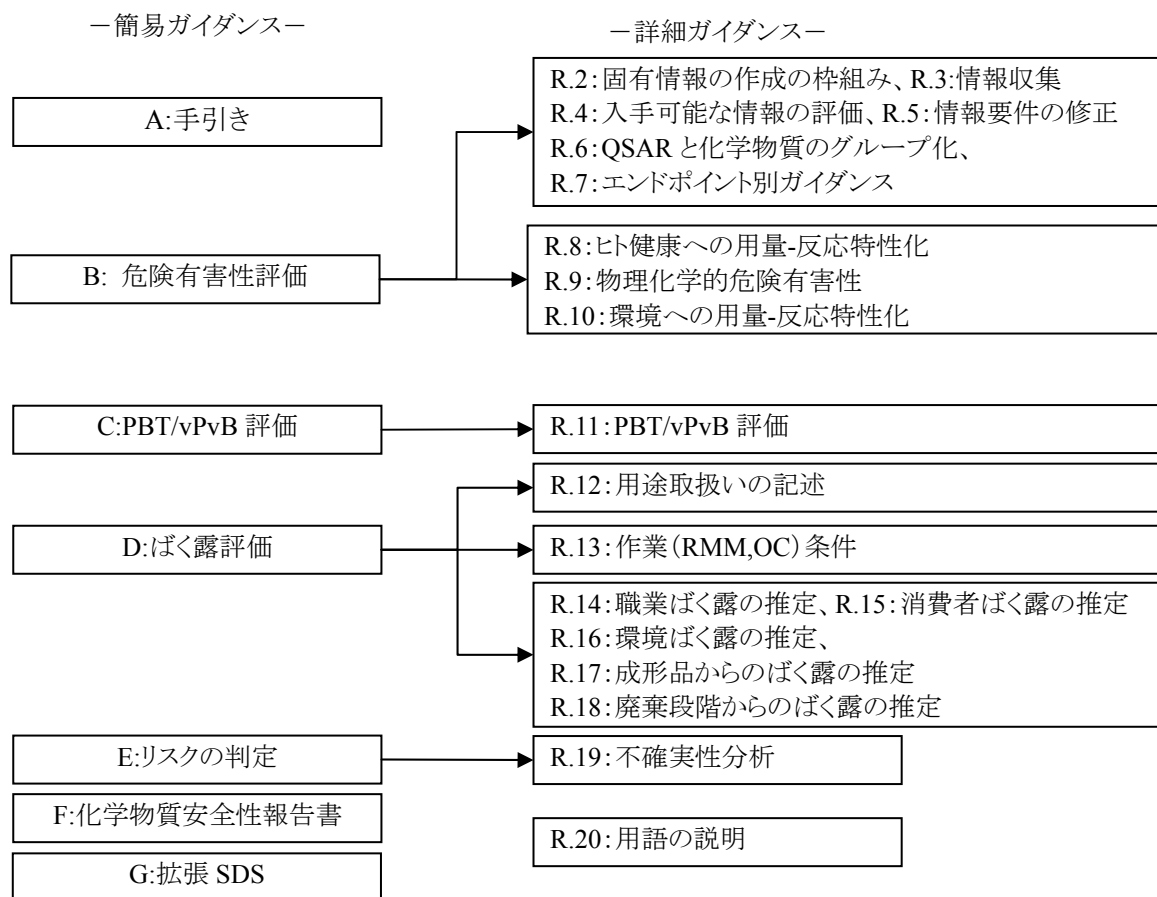 －簡易ガイダンス－
－詳細ガイダンス－
A:手引き
R.2：固有情報の作成の枠組み、R.3:情報収集
R.4：入手可能な情報の評価、R.5：情報要件の修正
R.6：QSAR と化学物質のグループ化、
R.7：エンドポイント別ガイダンス
B: 危険有害性評価
R.8：ヒト健康への用量-反応特性化
R.9：物理化学的危険有害性
R.10：環境への用量-反応特性化
C:PBT/vPvB 評価
R.11：PBT/vPvB 評価
D:ばく露評価
R.12：用途取扱いの記述
R.13：作業（RMM,OC）条件
R.14：職業ばく露の推定、R.15：消費者ばく露の推定
R.16：環境ばく露の推定、
R.17：成形品からのばく露の推定
R.18：廃棄段階からのばく露の推定
E:リスクの判定
R.19：不確実性分析
F:化学物質安全性報告書
R.20：用語の説明
G:拡張 SDS